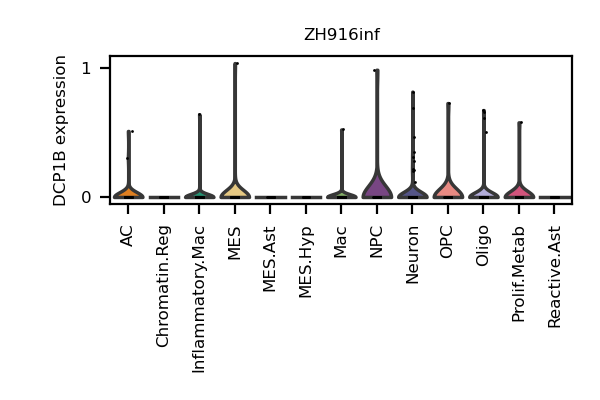 ZH916inf
DCP1B expression
1
0
AC
Chromatin.Reg
Inflammatory.Mac
MES
MES.Ast
MES.Hyp
Mac
NPC
Neuron
OPC
Oligo
Prolif.Metab
Reactive.Ast